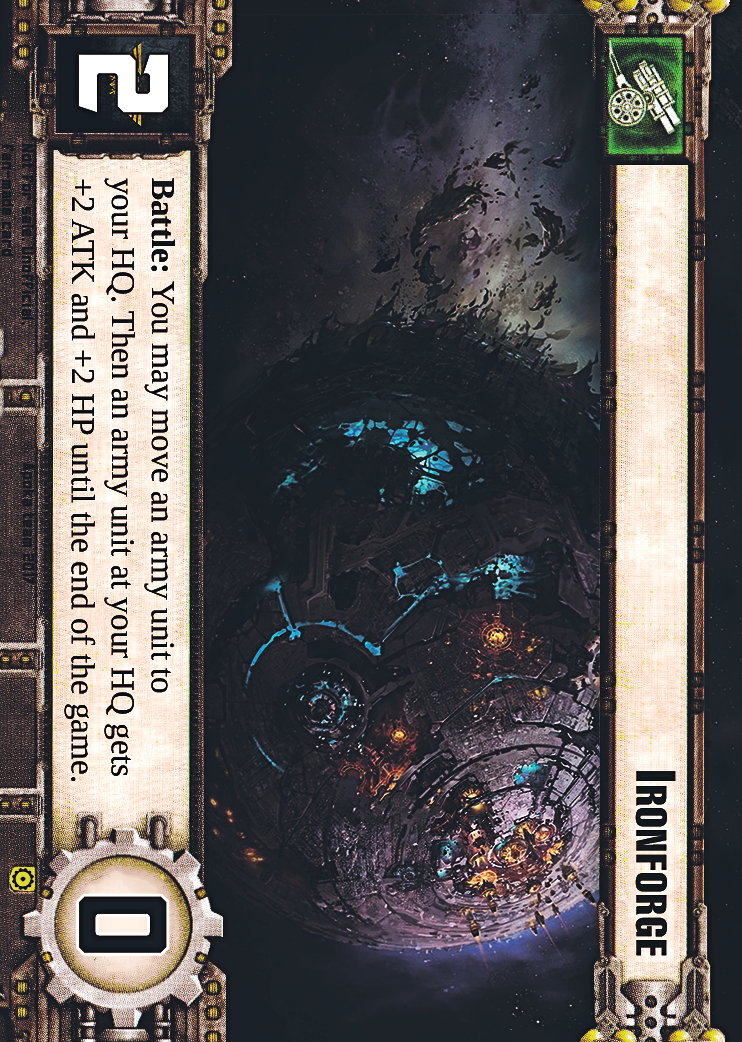 IRONFORGE
2
Battle: You may move an army unit to
your HQ. Then an army unit at your HQ gets
+2 ATK and +2 HP until the end of the game.
0